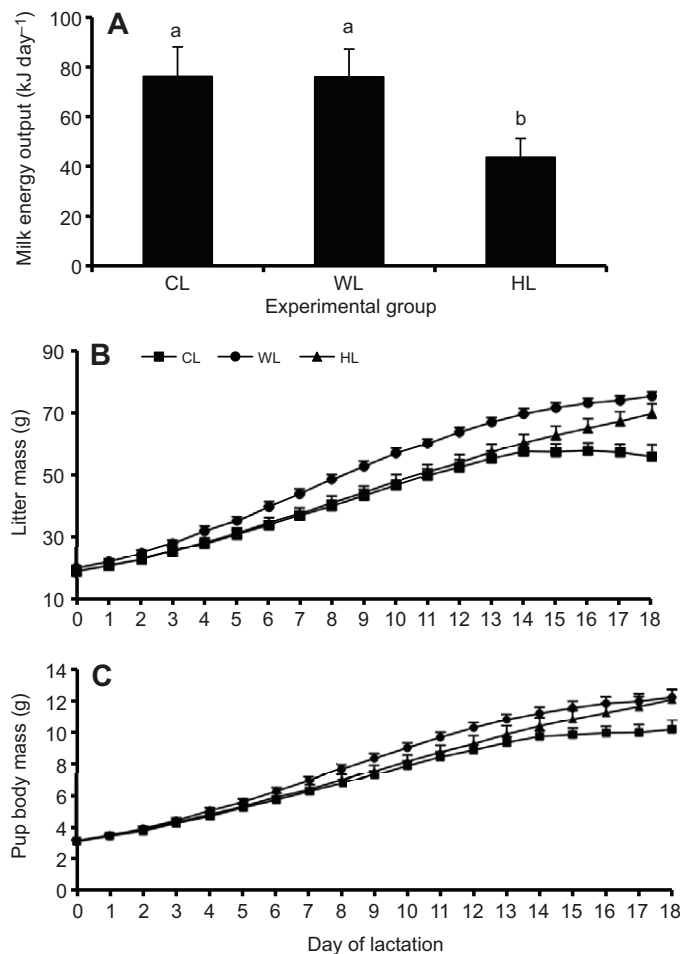 A
Milk energy output (kJ day⁻¹)
100
80
60
40
20
0
a
a
b
CL
WL
HL
Experimental group
B
CL
WL
HL
Litter mass (g)
90
70
50
30
10
0 1 2 3 4 5 6 7 8 9 10 11 12 13 14 15 16 17 18
C
Pup body mass (g)
14
12
10
8
6
4
2
0
0 1 2 3 4 5 6 7 8 9 10 11 12 13 14 15 16 17 18
Day of lactation